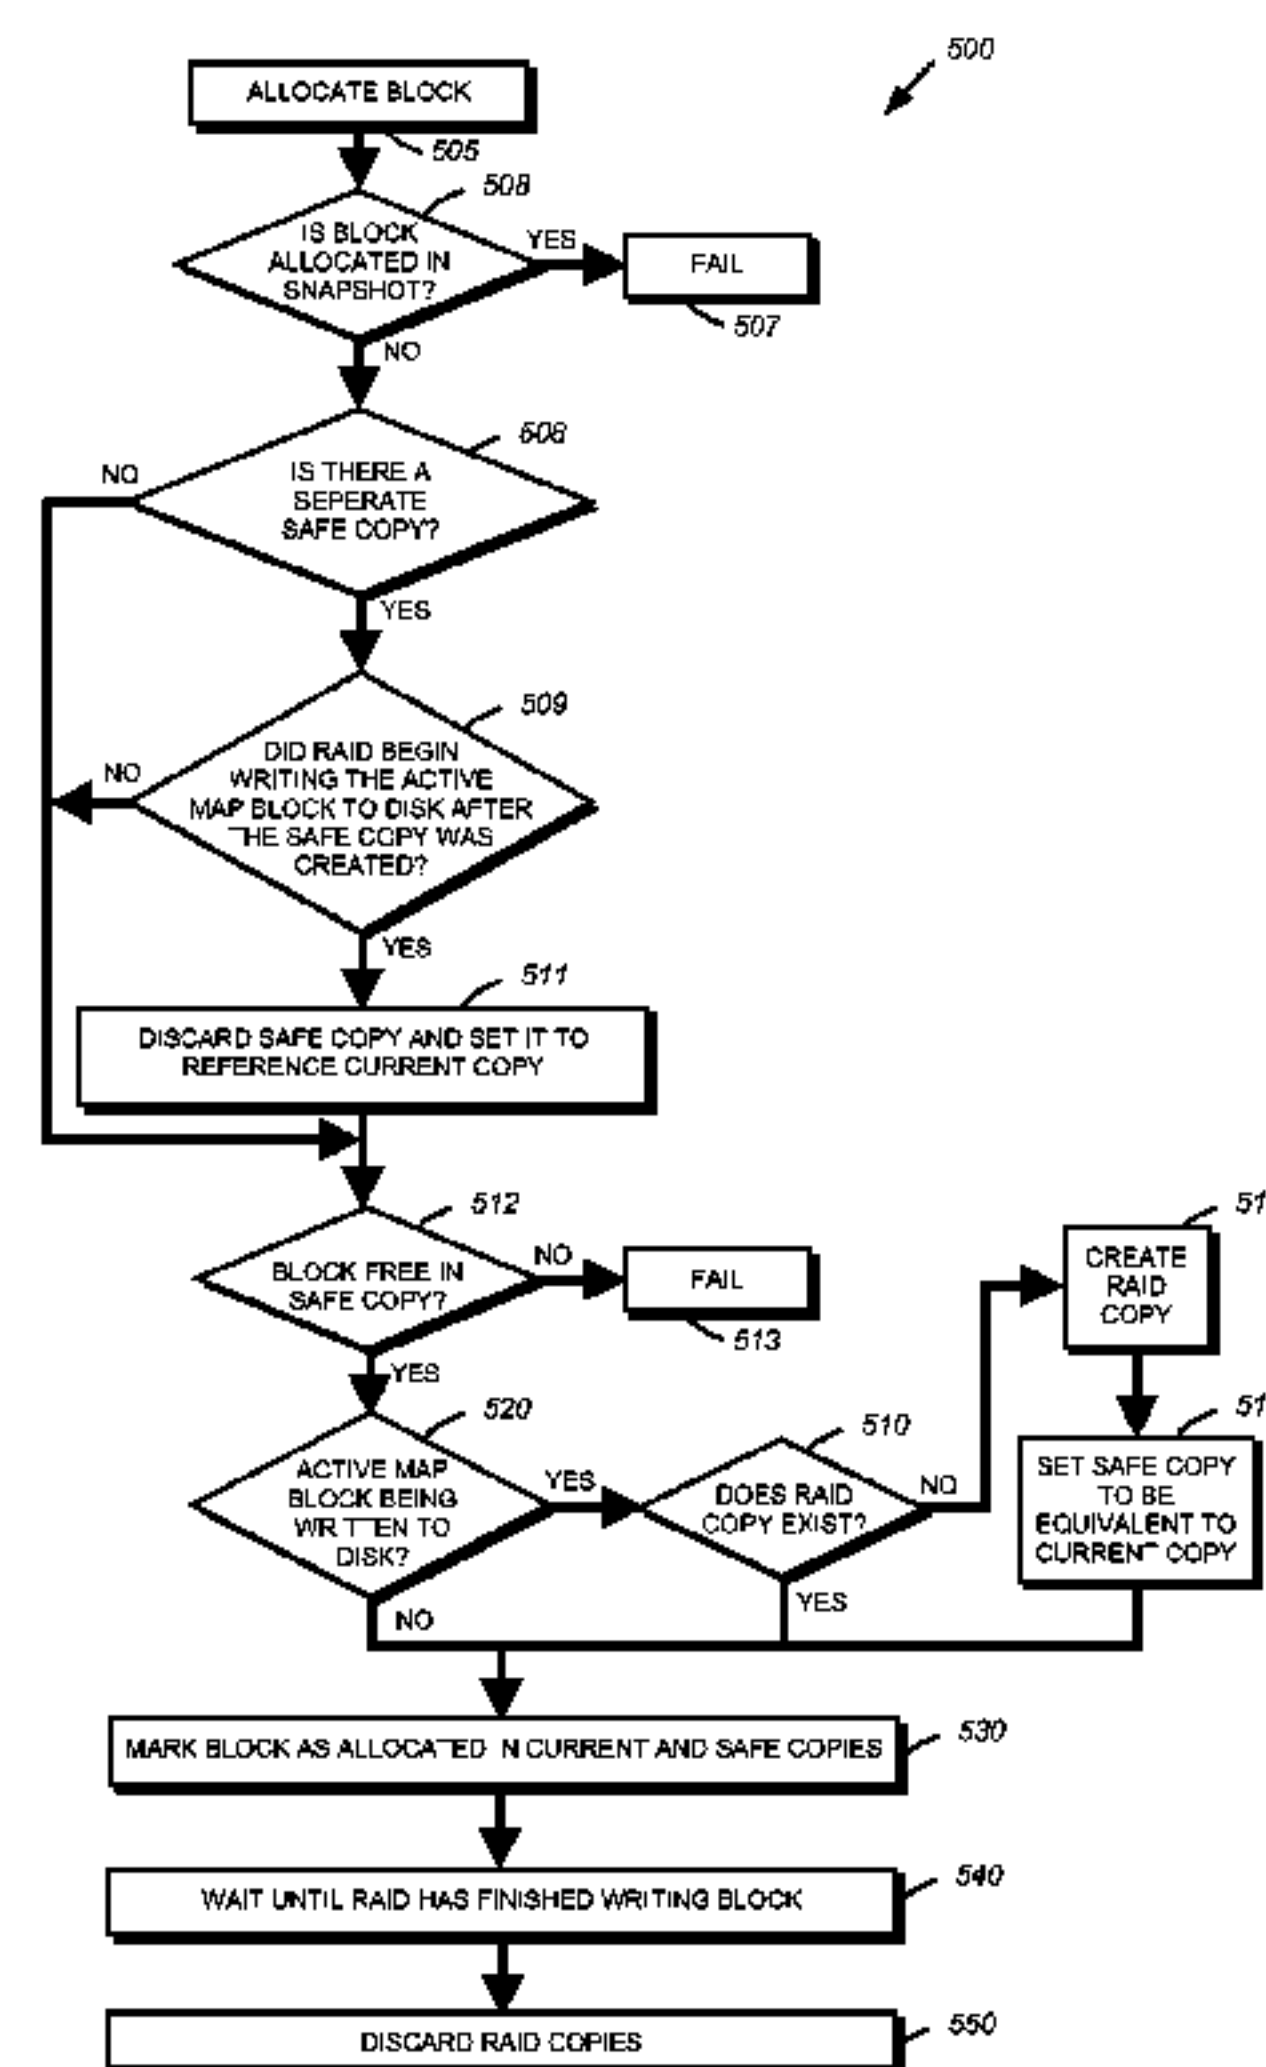 500
ALLOCATE BLOCK
505
508
IS BLOCK
ALLOCATED IN
SNAPSHOT?
YES
FAIL
507
NO
508
IS THERE A
SEPERATE
SAFE COPY?
NO
YES
509
DID RAID BEGIN
WRITING THE ACTIVE
MAP BLOCK TO DISK AFTER
THE SAFE COPY WAS
CREATED?
NO
YES
511
DISCARD SAFE COPY AND SET IT TO
REFERENCE CURRENT COPY
512
BLOCK FREE IN
SAFE COPY?
NO
FAIL
513
YES
520
ACTIVE MAP
BLOCK BEING
WRITTEN TO
DISK?
YES
NO
510
DOES RAID
COPY EXIST?
NO
YES
51
CREATE
RAID
COPY
51
SET SAFE COPY
TO BE
EQUIVALENT TO
CURRENT COPY
MARK BLOCK AS ALLOCATED IN CURRENT AND SAFE COPIES
530
WAIT UNTIL RAID HAS FINISHED WRITING BLOCK
540
DISCARD RAID COPIES
550